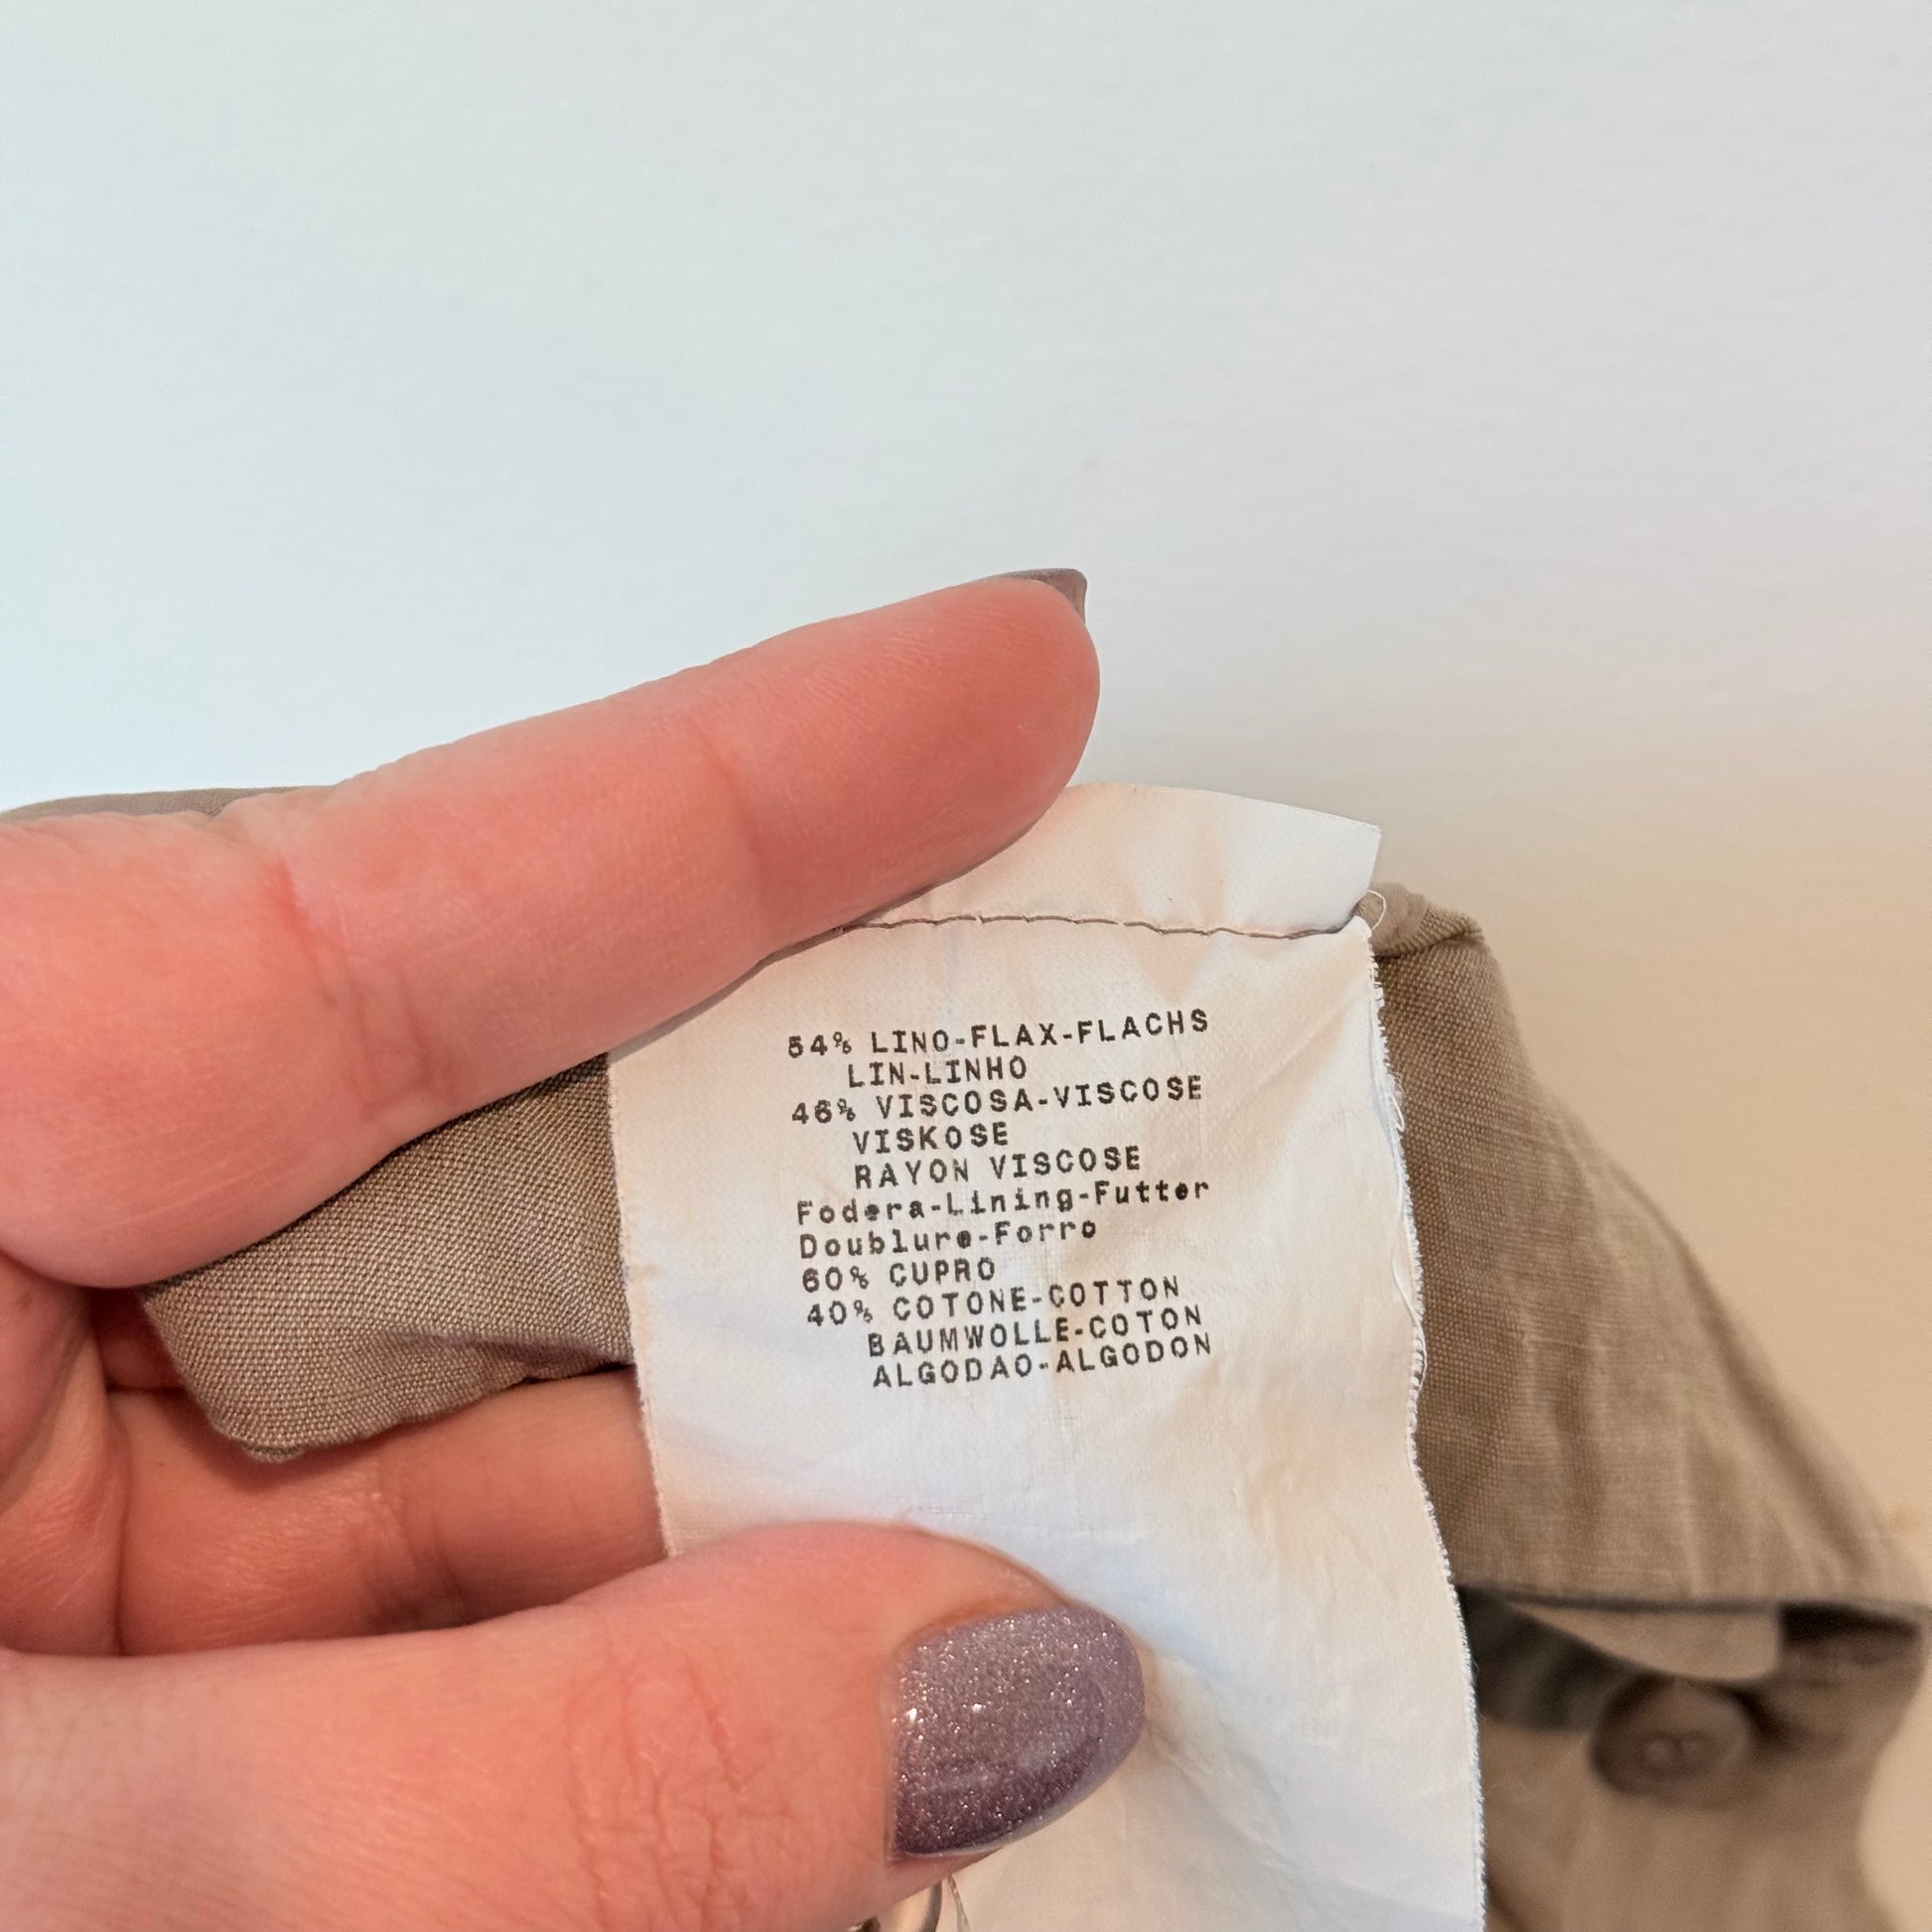 54% LINO-FLAX-FLACHS
LIN-LINHO
46% VISCOSA-VISCOSE
VISKOSE
RAYON VISCOSE
Fodera-Lining-Futter
Doublure-Forro
60% CUPRO
40% COTONE-COTTON
BAUMWOLLE-COTON
ALGODAO-ALGODON